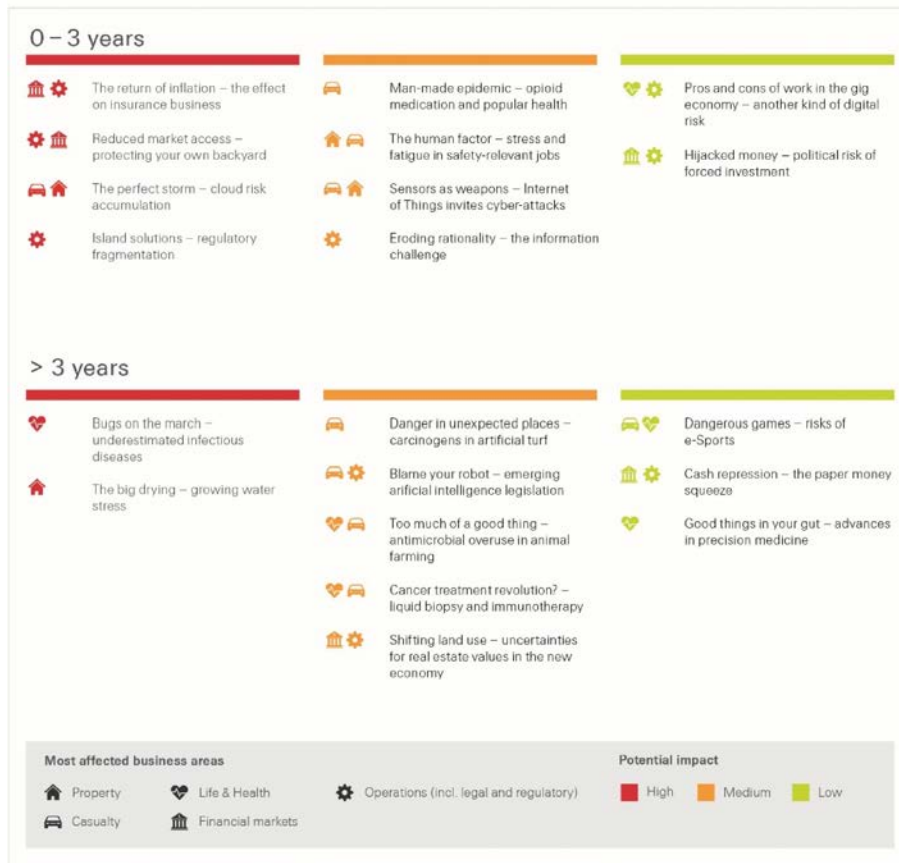 0 – 3 years
The return of inflation – the effect
on insurance business
Reduced market access –
protecting your own backyard
The perfect storm – cloud risk
accumulation
Island solutions – regulatory
fragmentation
Man-made epidemic – opioid
medication and popular health
The human factor – stress and
fatigue in safety-relevant jobs
Sensors as weapons – Internet
of Things invites cyber-attacks
Eroding rationality – the information
challenge
Pros and cons of work in the gig
economy – another kind of digital
risk
Hijacked money – political risk of
forced investment
> 3 years
Bugs on the march –
underestimated infectious
diseases
The big drying – growing water
stress
Danger in unexpected places –
carcinogens in artificial turf
Blame your robot – emerging
arificial intelligence legislation
Too much of a good thing –
antimicrobial overuse in animal
farming
Cancer treatment revolution? –
liquid biopsy and immunotherapy
Shifting land use – uncertainties
for real estate values in the new
economy
Dangerous games – risks of
e-Sports
Cash repression – the paper money
squeeze
Good things in your gut – advances
in precision medicine
Most affected business areas
Property
Life & Health
Operations (incl. legal and regulatory)
Casualty
Financial markets
Potential impact
High
Medium
Low